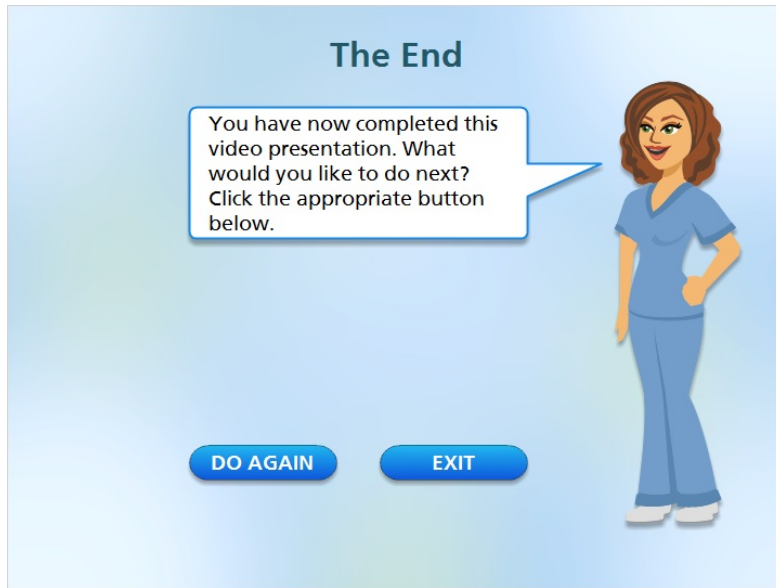 The End
You have now completed this
video presentation. What
would you like to do next?
Click the appropriate button
below.
DO AGAIN
EXIT